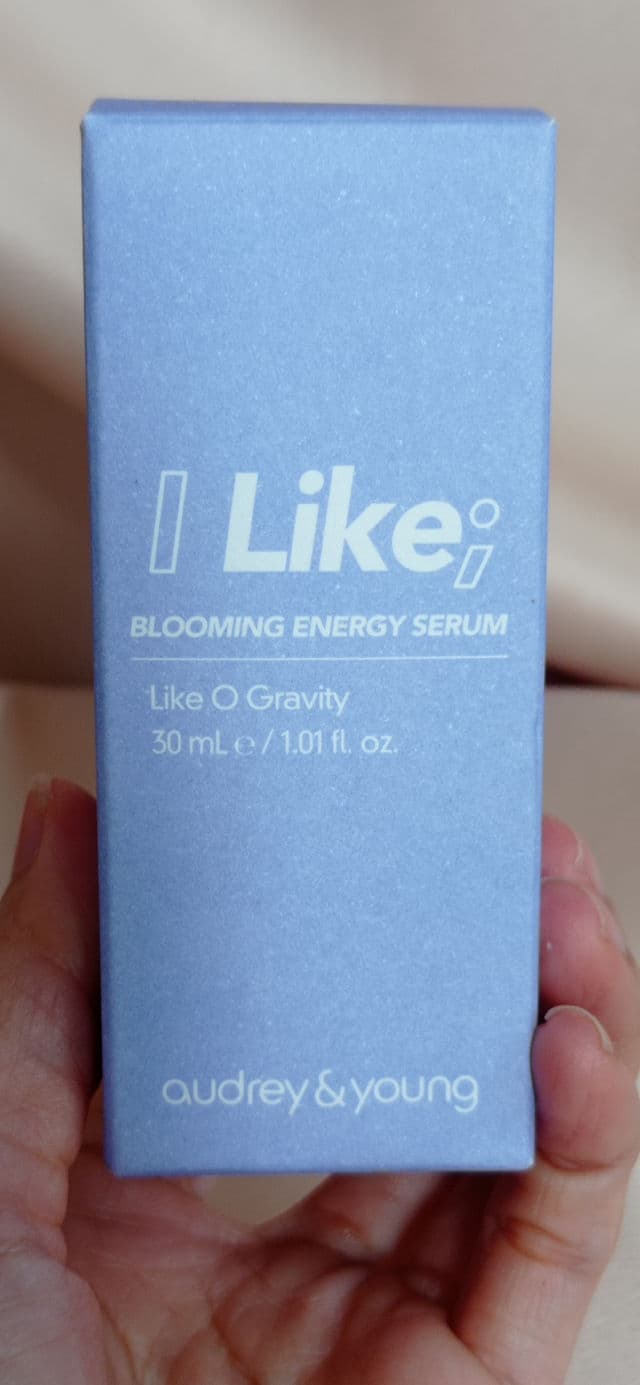 I Like;
BLOOMING ENERGY SERUM
Like O Gravity
30 mL ℮ / 1.01 fl. oz.
audrey&young